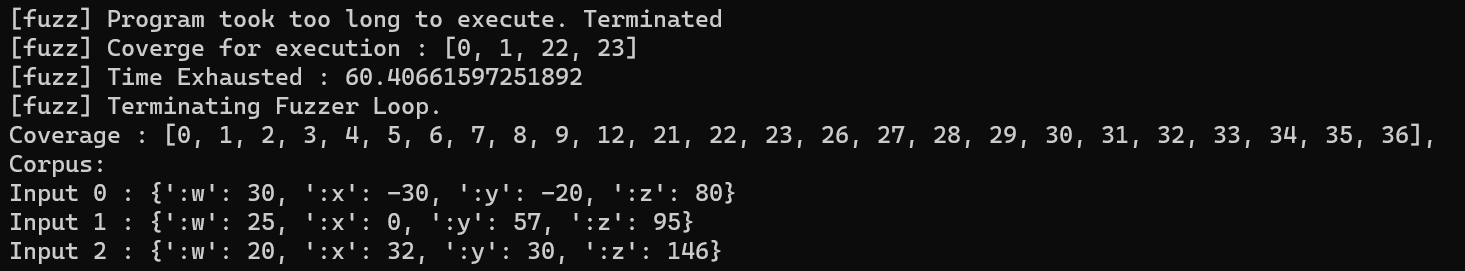 [fuzz] Program took too long to execute. Terminated
[fuzz] Coverge for execution : [0, 1, 22, 23]
[fuzz] Time Exhausted : 60.40661597251892
[fuzz] Terminating Fuzzer Loop.
Coverage : [0, 1, 2, 3, 4, 5, 6, 7, 8, 9, 12, 21, 22, 23, 26, 27, 28, 29, 30, 31, 32, 33, 34, 35, 36],
Corpus:
Input 0 : {':w': 30, ':x': -30, ':y': -20, ':z': 80}
Input 1 : {':w': 25, ':x': 0, ':y': 57, ':z': 95}
Input 2 : {':w': 20, ':x': 32, ':y': 30, ':z': 146}